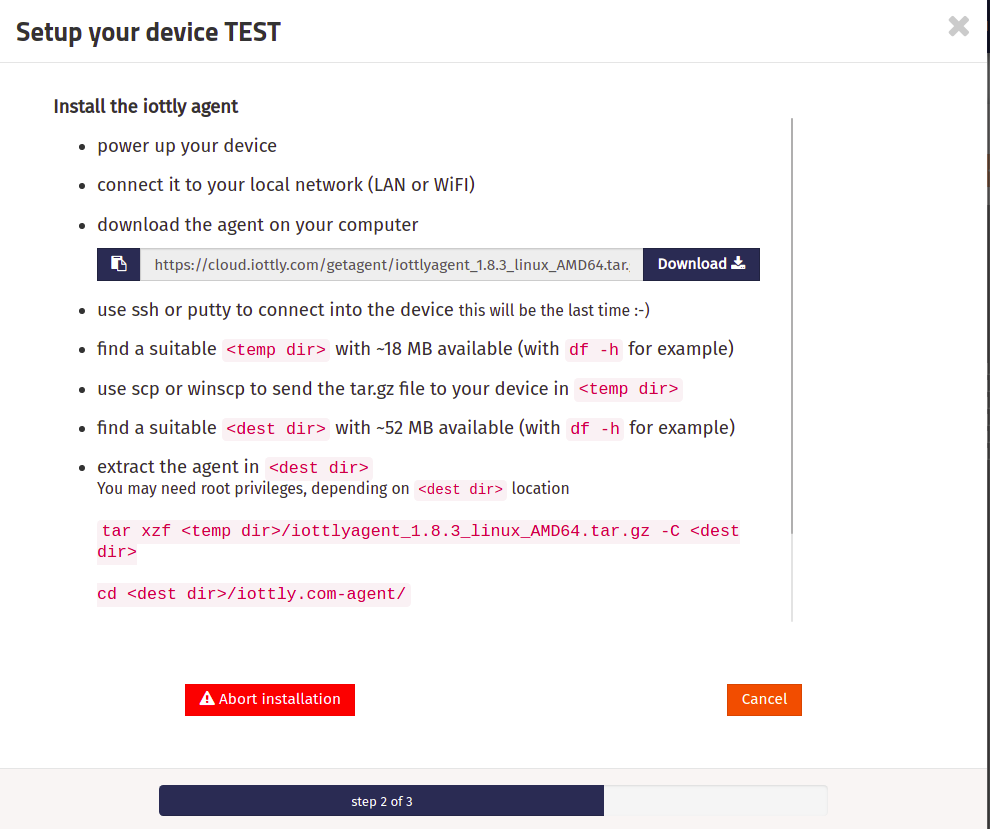 Setup your device TEST
Install the iottly agent
power up your device
connect it to your local network (LAN or WiFI)
download the agent on your computer
https://cloud.iottly.com/getagent/iottlyagent_1.8.3_linux_AMD64.tar. Download
use ssh or putty to connect into the device this will be the last time :-)
find a suitable <temp dir> with ~18 MB available (with df -h for example)
use scp or winscp to send the tar.gz file to your device in <temp dir>
find a suitable <dest dir> with ~52 MB available (with df -h for example)
extract the agent in <dest dir>
You may need root privileges, depending on <dest dir> location
tar xzf <temp dir>/iottlyagent_1.8.3_linux_AMD64.tar.gz -C <dest
dir>
cd <dest dir>/iottly.com-agent/
Abort installation Cancel
step 2 of 3